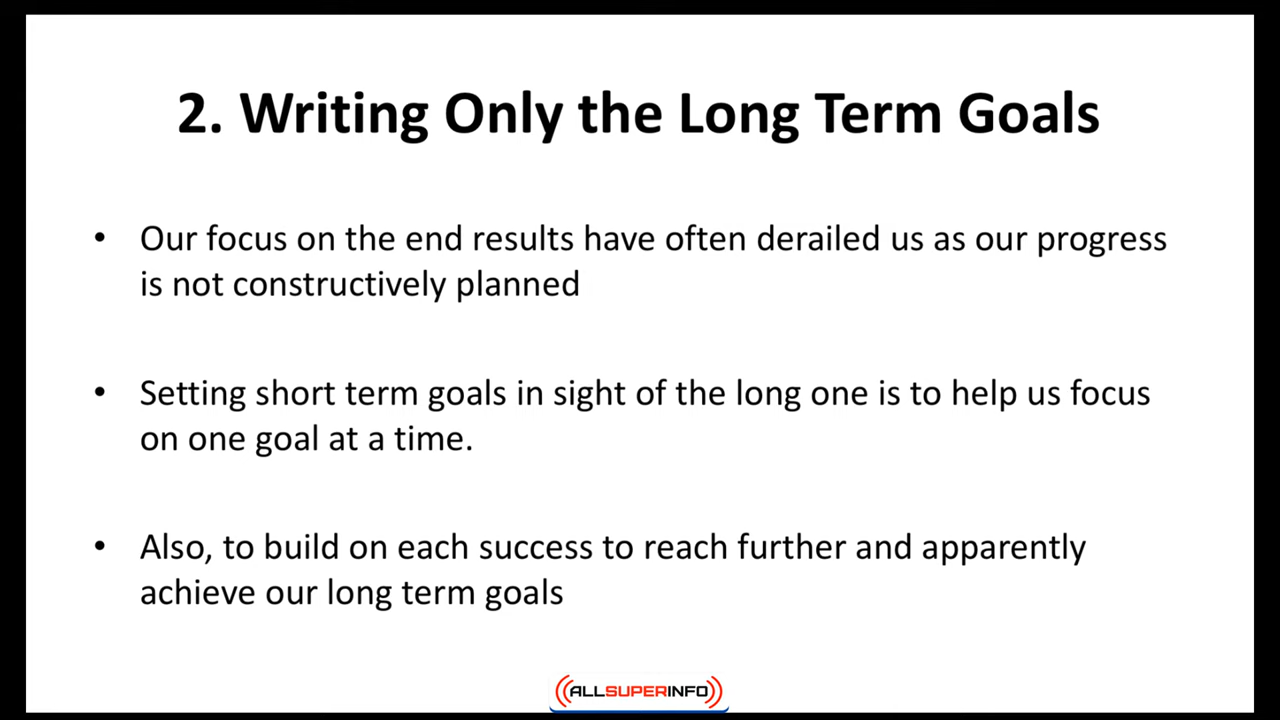 2. Writing Only the Long Term Goals
• Our focus on the end results have often derailed us as our progress
is not constructively planned
• Setting short term goals in sight of the long one is to help us focus
on one goal at a time.
• Also, to build on each success to reach further and apparently
achieve our long term goals
ALLSUPERINFO